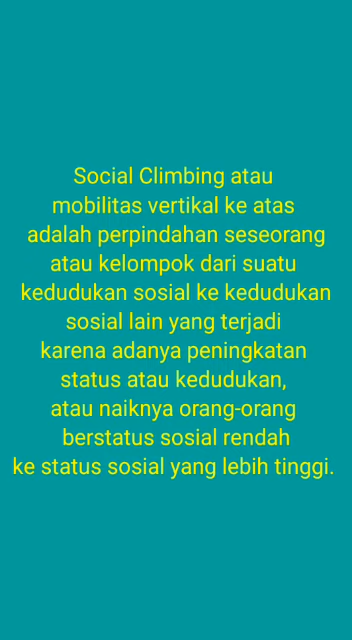 Social Climbing atau
mobilitas vertikal ke atas
adalah perpindahan seseorang
atau kelompok dari suatu
kedudukan sosial ke kedudukan
sosial lain yang terjadi
karena adanya peningkatan
status atau kedudukan,
atau naiknya orang-orang
berstatus sosial rendah
ke status sosial yang lebih tinggi.